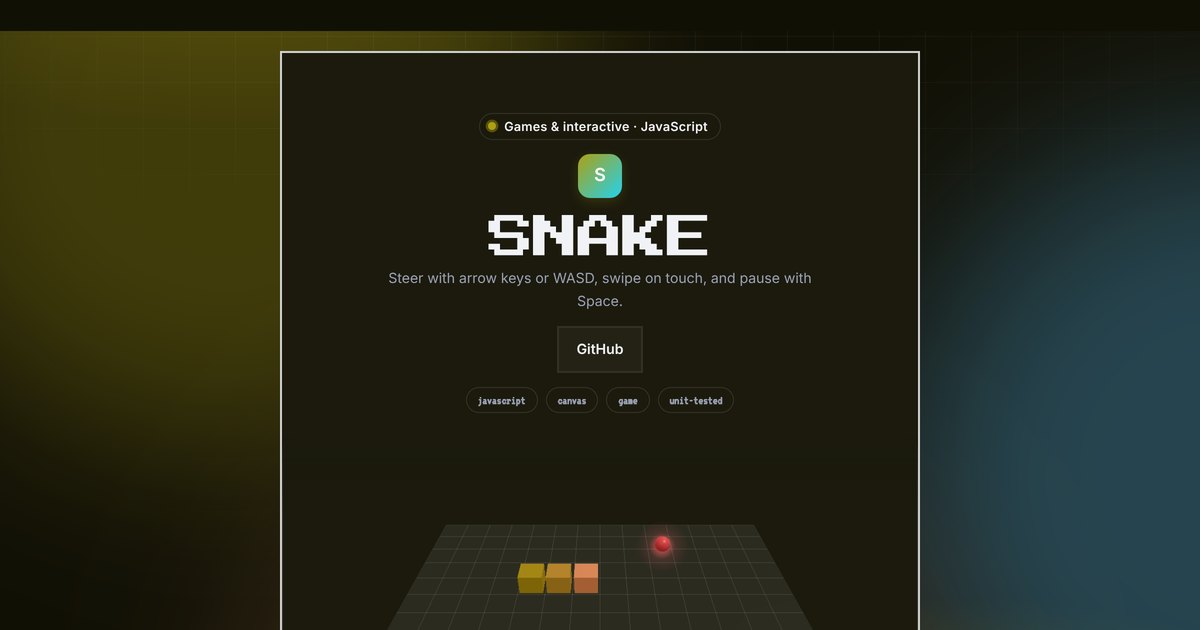 Games & interactive · JavaScript
S
SNAKE
Steer with arrow keys or WASD, swipe on touch, and pause with
Space.
GitHub
javascript canvas game unit-tested